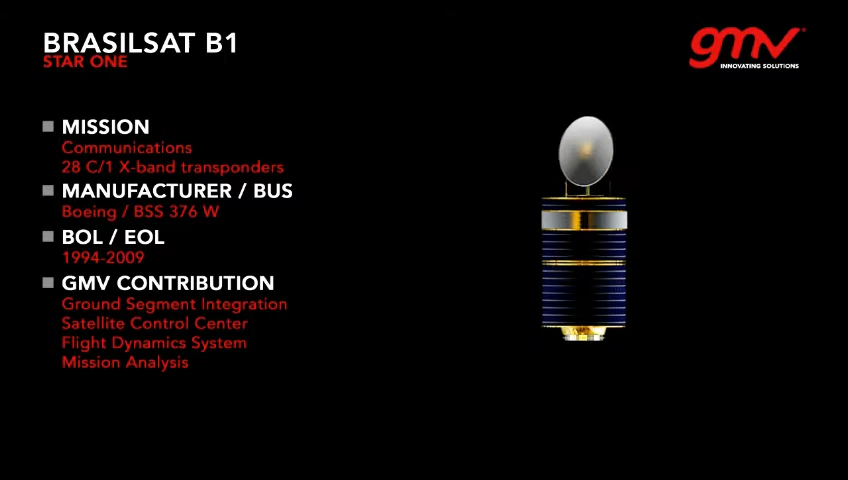 BRASILSAT B1
STAR ONE
gmv®
INNOVATING SOLUTIONS
MISSION
Communications
28 C/1 X-band transponders
MANUFACTURER / BUS
Boeing / BSS 376 W
BOL / EOL
1994-2009
GMV CONTRIBUTION
Ground Segment Integration
Satellite Control Center
Flight Dynamics System
Mission Analysis